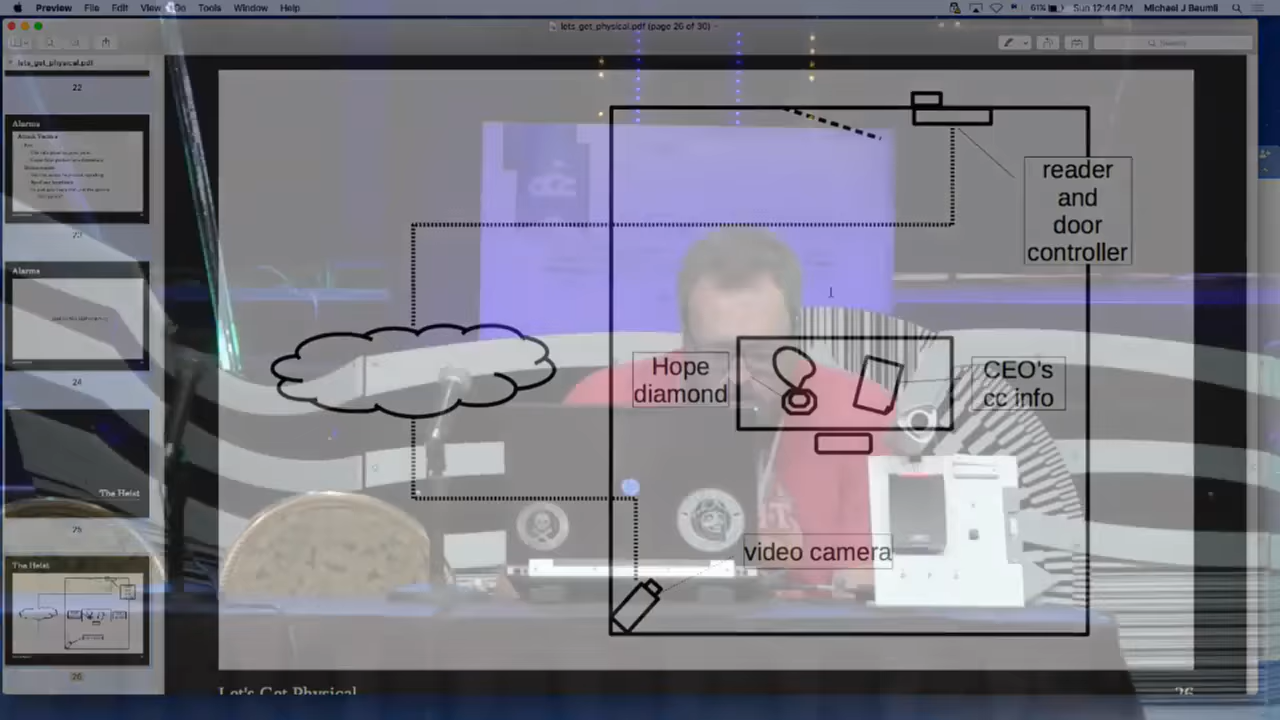 Preview File Edit View Go Tools Window Help
61% Sun 12:44 PM Michael J Baumli
lets_get_physical.pdf (page 26 of 30)
Search
lets_get_physical.pdf
22
Alarms
23
Alarms
24
The Heist
25
The Heist
26
reader
and
door
controller
Hope
diamond
CEO's
cc info
video camera
Let's Get Physical
26